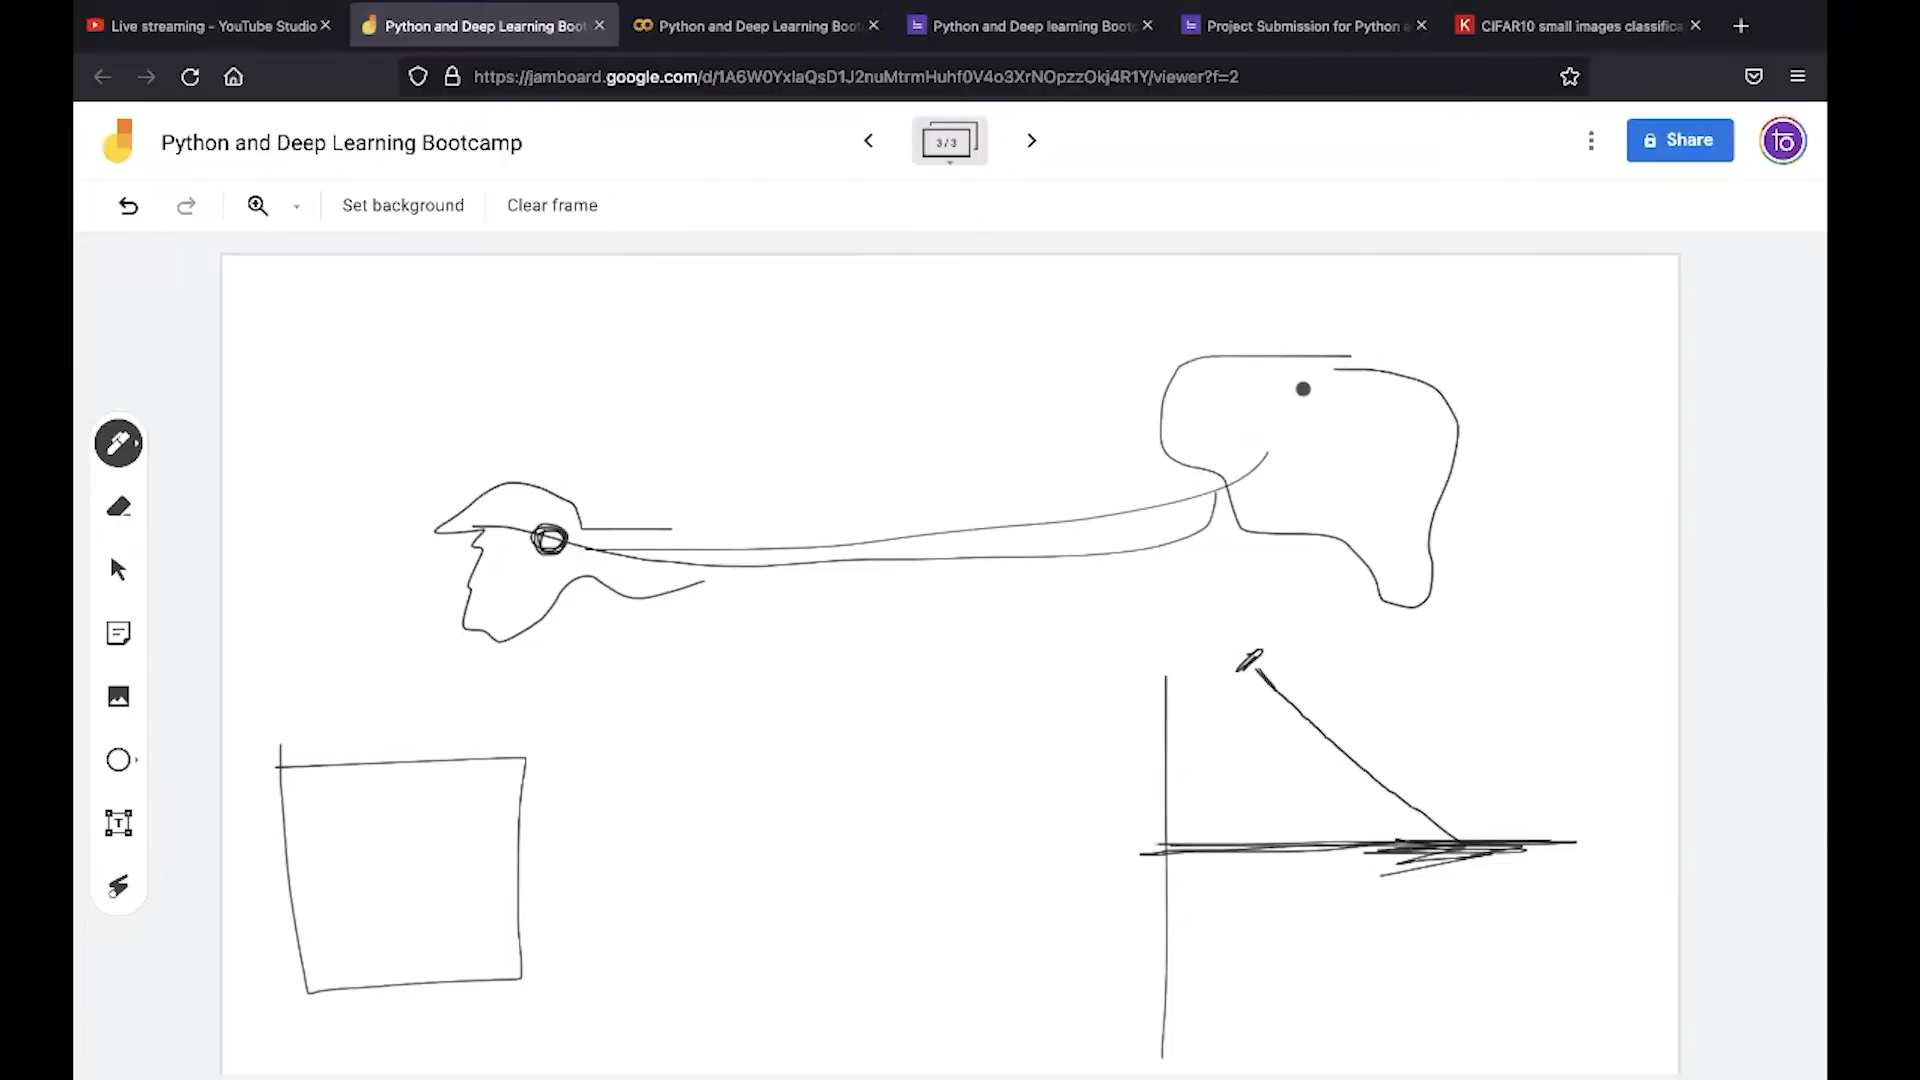 Live streaming - YouTube Studio
Python and Deep Learning Boot
Python and Deep Learning Boot
Python and Deep learning Boot
Project Submission for Python a
K
CIFAR10 small images classifica
https://jamboard.google.com/d/1A6W0YxlaQsD1J2nuMtrmHuhf0V4o3XrNOpzzOkj4R1Y/viewer?f=2
Python and Deep Learning Bootcamp
3/3
Share
to
Set background
Clear frame
T